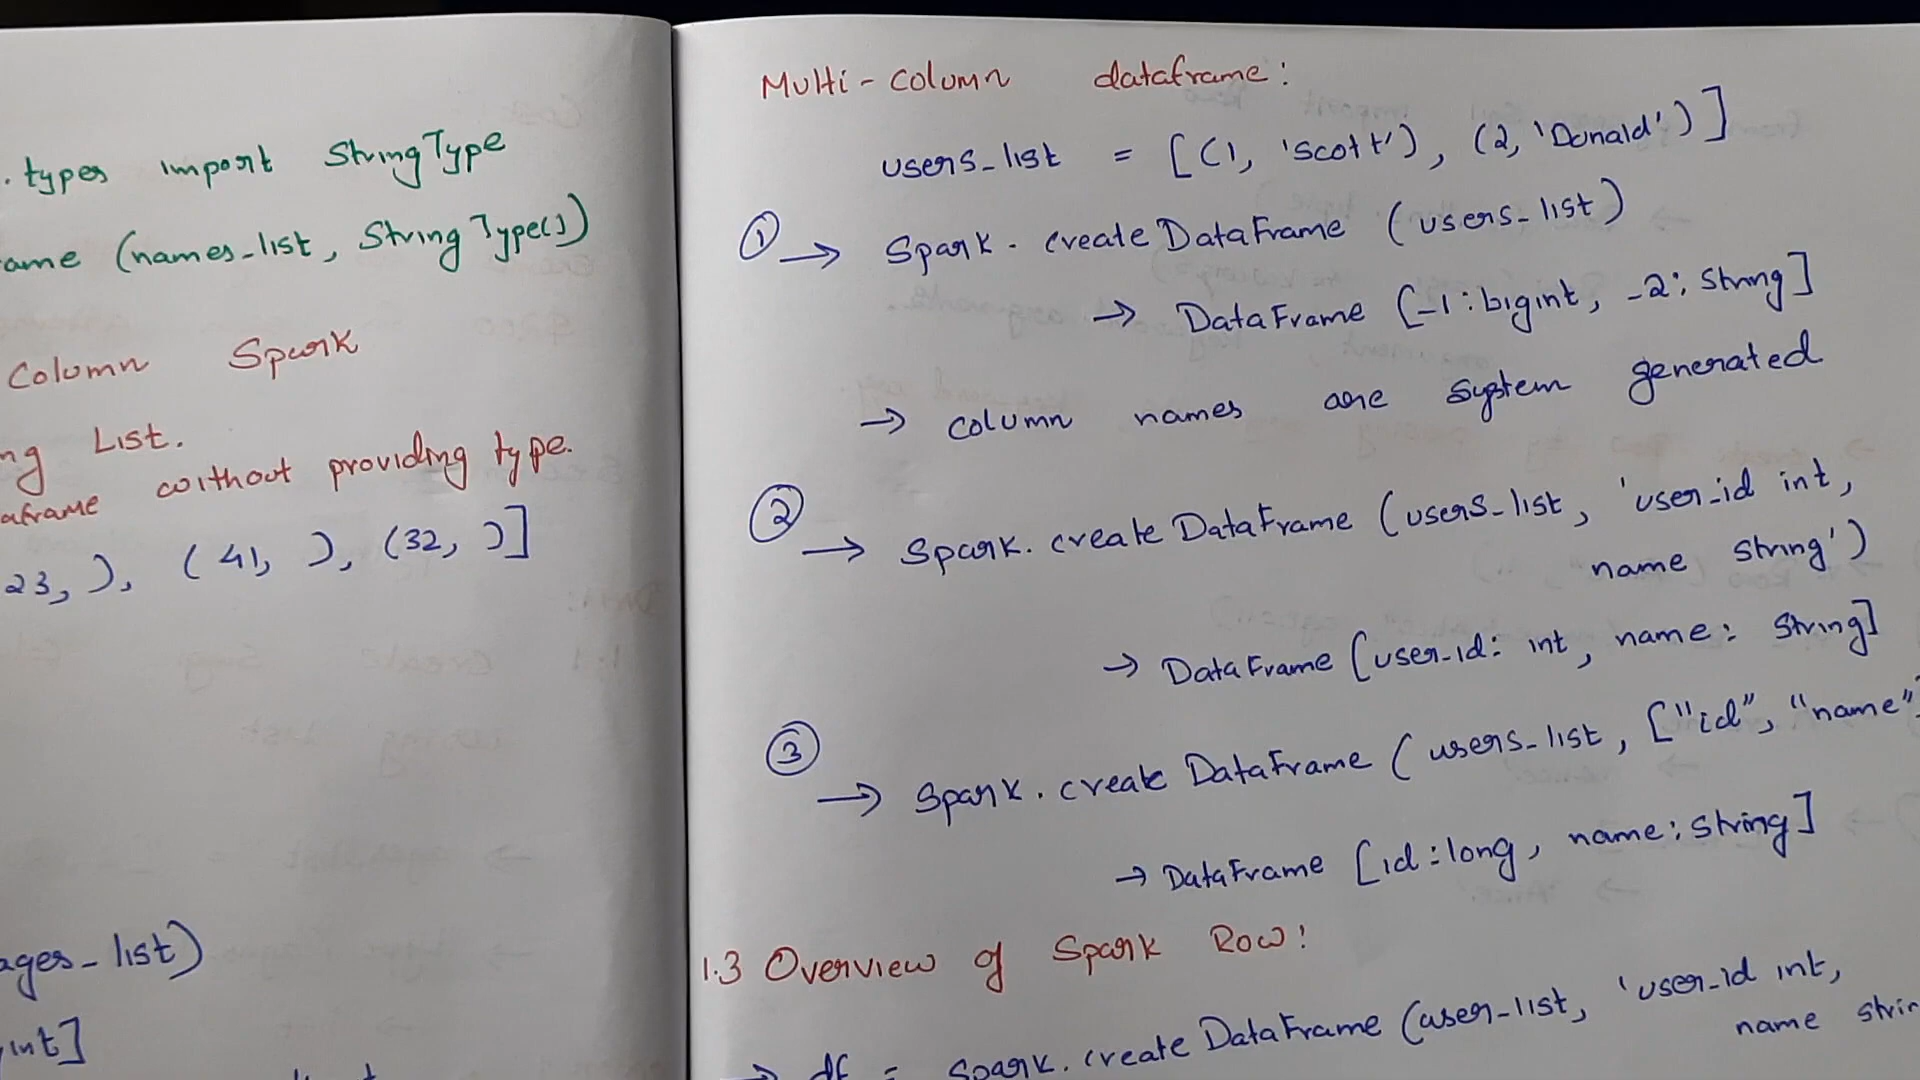 .types import StringType
ame (names_list, StringType())
Column Spark
ng List.
aframe without providing type.
23, ), (41, ), (32, )]
ages_list)
int]
Multi-column dataframe:
users_list = [(1, 'scott'), (2, 'Donald')]
① → Spark.createDataFrame (users_list)
→ DataFrame [_1:bigint, _2: String]
→ column names are system generated
② → Spark.createDataFrame (users_list, 'user_id int,
name string')
→ DataFrame [user_id: int, name: String]
③ → Spark.createDataFrame (users_list, ["id", "name"
→ DataFrame [id:long, name:string]
1.3 Overview of Spark Row:
→ df = Spark.createDataFrame (user_list, 'user_id int,
name strin